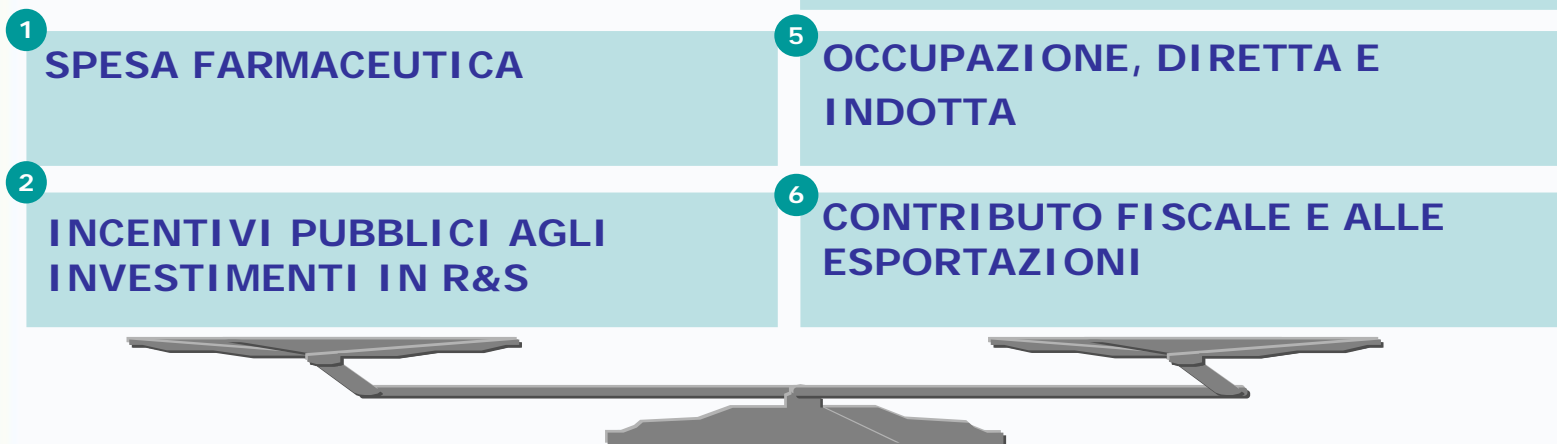 1
SPESA FARMACEUTICA
2
INCENTIVI PUBBLICI AGLI
INVESTIMENTI IN R&S
5
OCCUPAZIONE, DIRETTA E
INDOTTA
6
CONTRIBUTO FISCALE E ALLE
ESPORTAZIONI